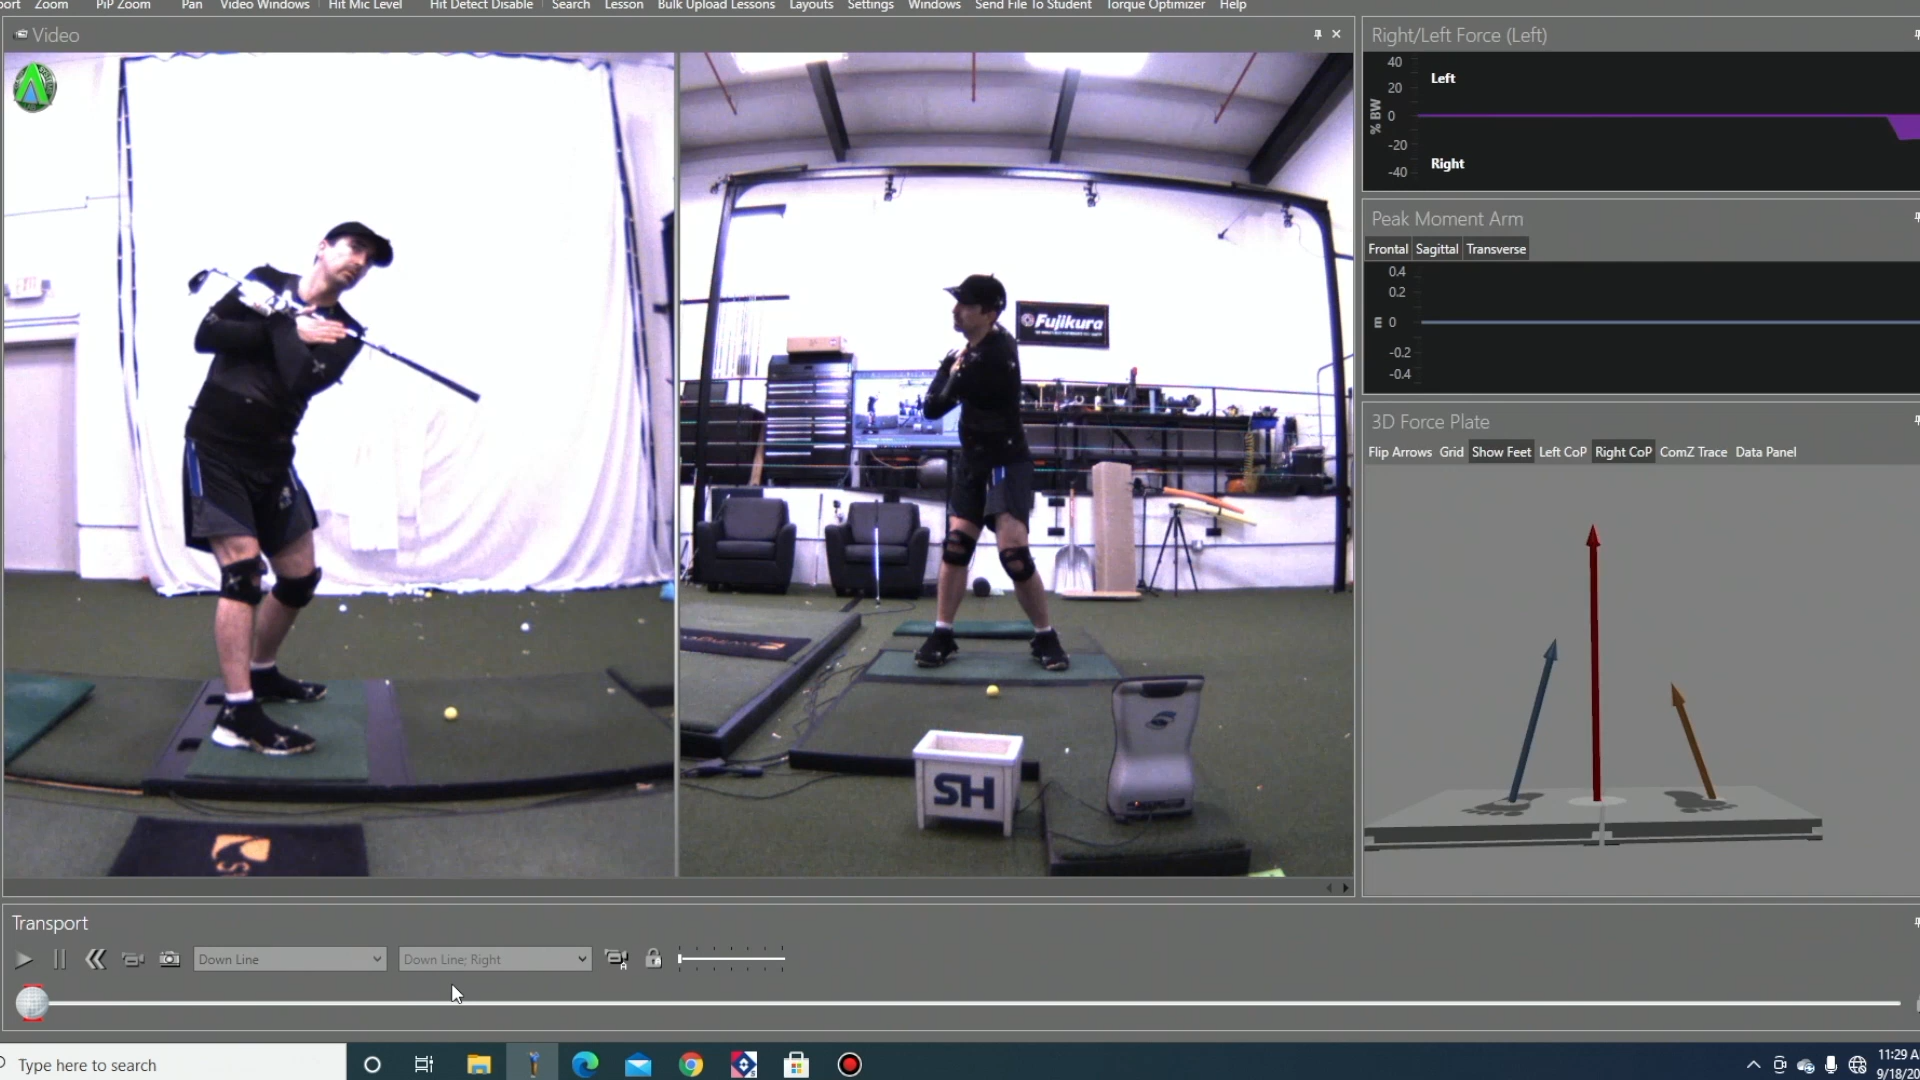 Zoom Pan PiP Zoom Video Windows Hit Mic Level Hit Detect Disable Search Lesson Bulk Upload Lessons Layouts Settings Windows Send File To Student Torque Optimizer Help
Video
Fujikura
SH
Right/Left Force (Left)
40
Left
20
% BW
0
-20
Right
-40
Peak Moment Arm
Frontal Sagittal Transverse
0.4
0.2
m 0
-0.2
-0.4
3D Force Plate
Flip Arrows Grid Show Feet Left CoP Right CoP ComZ Trace Data Panel
Transport
Down Line
Down Line; Right
Type here to search
11:29 A
9/18/20